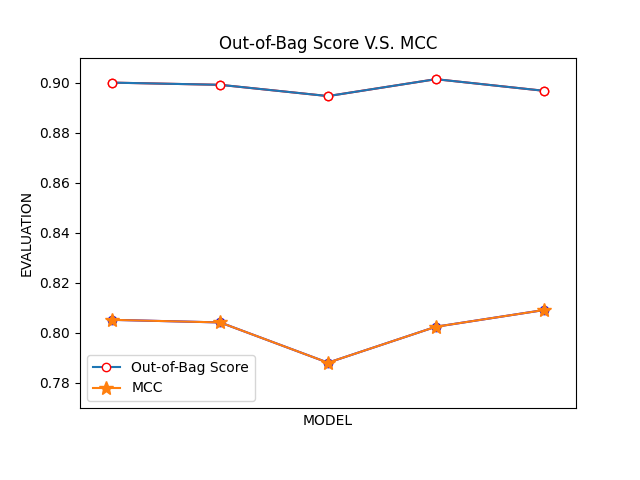 Out-of-Bag Score V.S. MCC
0.90
0.88
0.86
0.84
0.82
0.80
0.78
EVALUATION
Out-of-Bag Score
MCC
MODEL